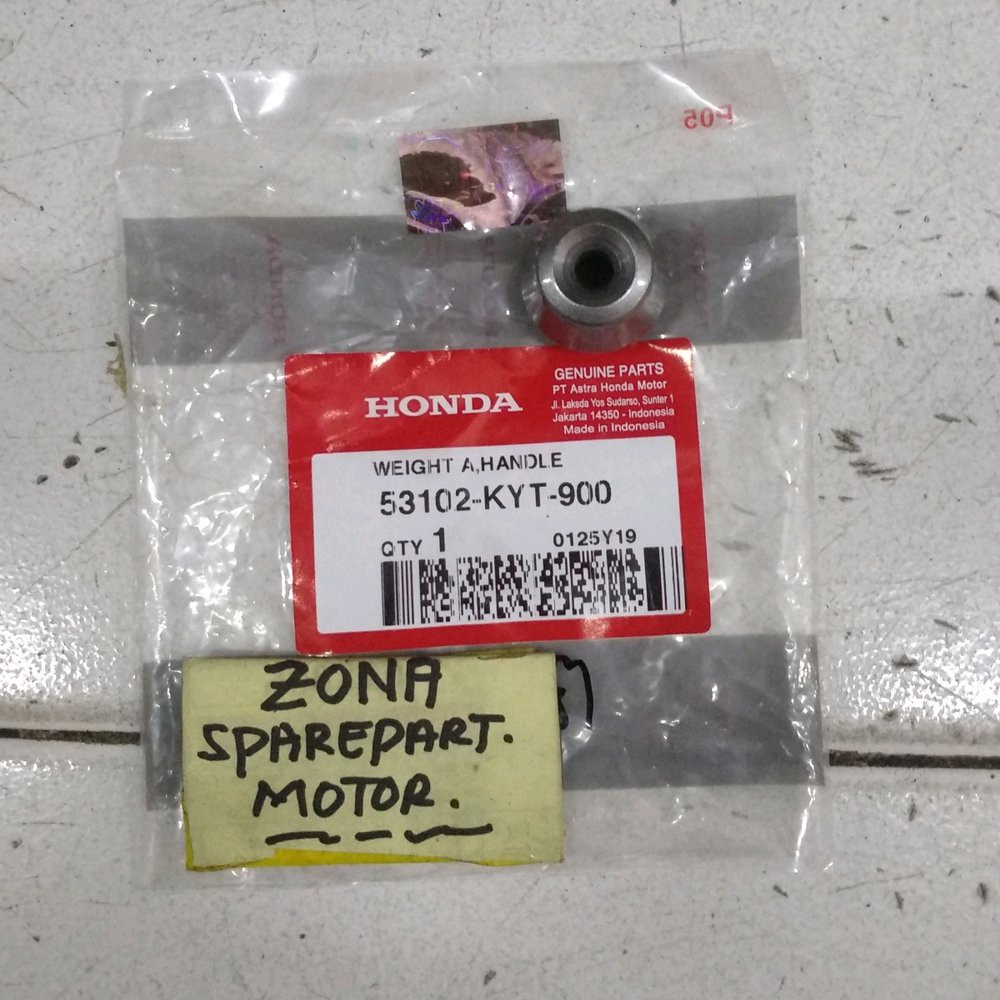 P05
HONDA
GENUINE PARTS
PT Astra Honda Motor
Jl. Laksda Yos Sudarso, Sunter 1
Jakarta 14350 - Indonesia
Made in Indonesia
WEIGHT A,HANDLE
53102-KYT-900
QTY 1
0125Y19
ZONA
SPAREPART.
MOTOR.